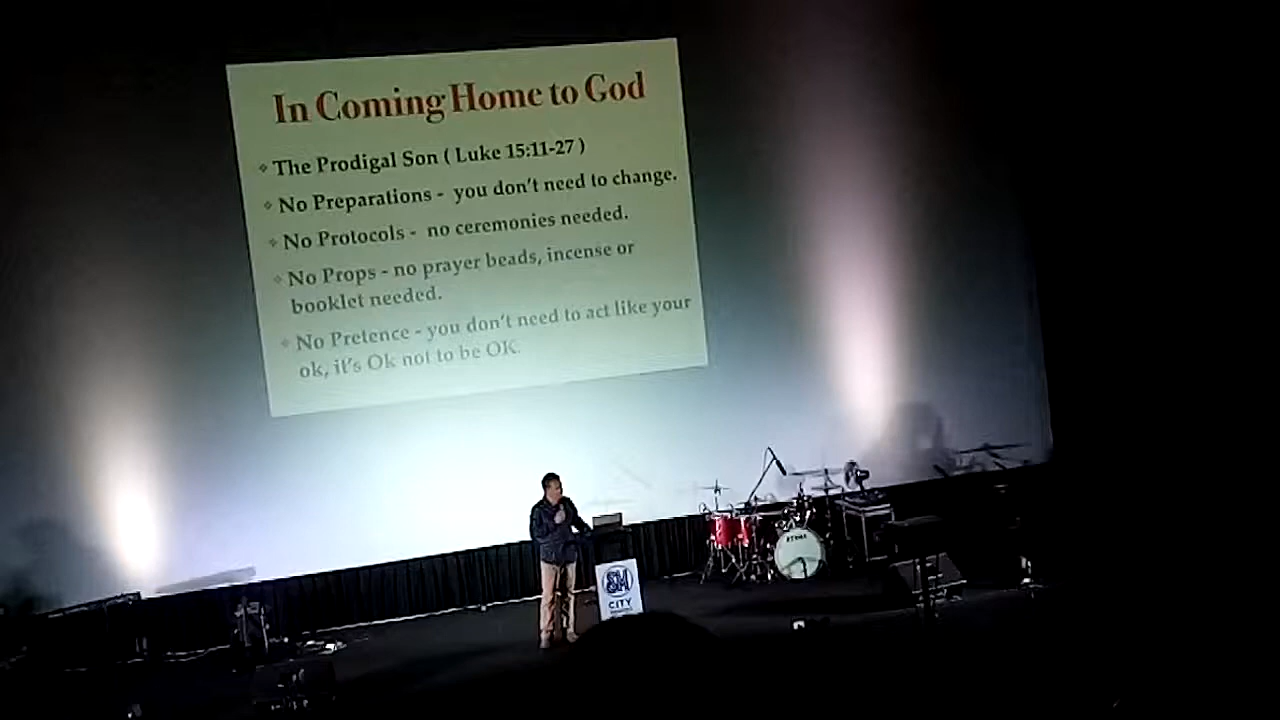 In Coming Home to God
The Prodigal Son ( Luke 15:11-27 )
No Preparations - you don't need to change.
No Protocols - no ceremonies needed.
No Props - no prayer beads, incense or
booklet needed.
No Pretence - you don't need to act like your
ok, it's Ok not to be OK.
TAMA
SM
CITY